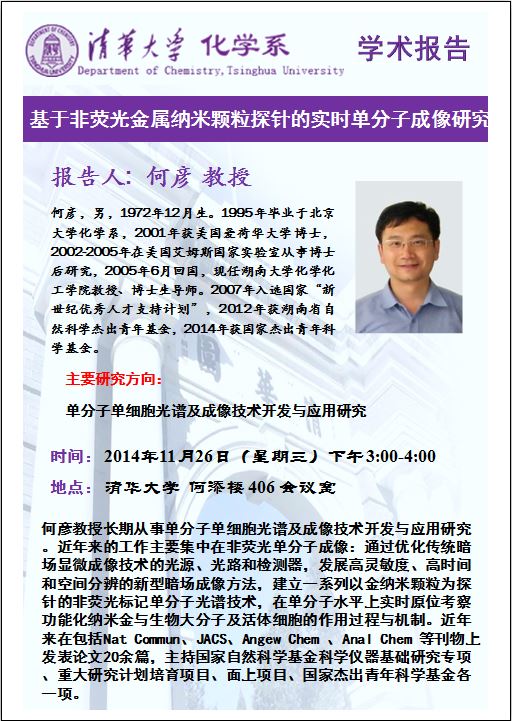 清华大学 化学系
Department of Chemistry,Tsinghua University
学术报告
基于非荧光金属纳米颗粒探针的实时单分子成像研究
报告人: 何彦 教授
何彦，男，1972年12月生。1995年毕业于北京
大学化学系，2001年获美国爱荷华大学博士，
2002-2005年在美国艾姆斯国家实验室从事博士
后研究，2005年6月回国，现任湖南大学化学化
工学院教授、博士生导师。2007年入选国家“新
世纪优秀人才支持计划”，2012年获湖南省自
然科学杰出青年基金，2014年获国家杰出青年科
学基金。
主要研究方向:
单分子单细胞光谱及成像技术开发与应用研究
时间：2014年11月26日（星期三）下午3:00-4:00
地点：清华大学 何添楼 406 会议室
何彦教授长期从事单分子单细胞光谱及成像技术开发与应用研究
。近年来的工作主要集中在非荧光单分子成像：通过优化传统暗
场显微成像技术的光源、光路和检测器，发展高灵敏度、高时间
和空间分辨的新型暗场成像方法，建立一系列以金纳米颗粒为探
针的非荧光标记单分子光谱技术，在单分子水平上实时原位考察
功能化纳米金与生物大分子及活体细胞的作用过程与机制。近年
来在包括Nat Commun、JACS、Angew Chem 、Anal Chem 等刊物上
发表论文20余篇，主持国家自然科学基金科学仪器基础研究专项
、重大研究计划培育项目、面上项目、国家杰出青年科学基金各
一项。